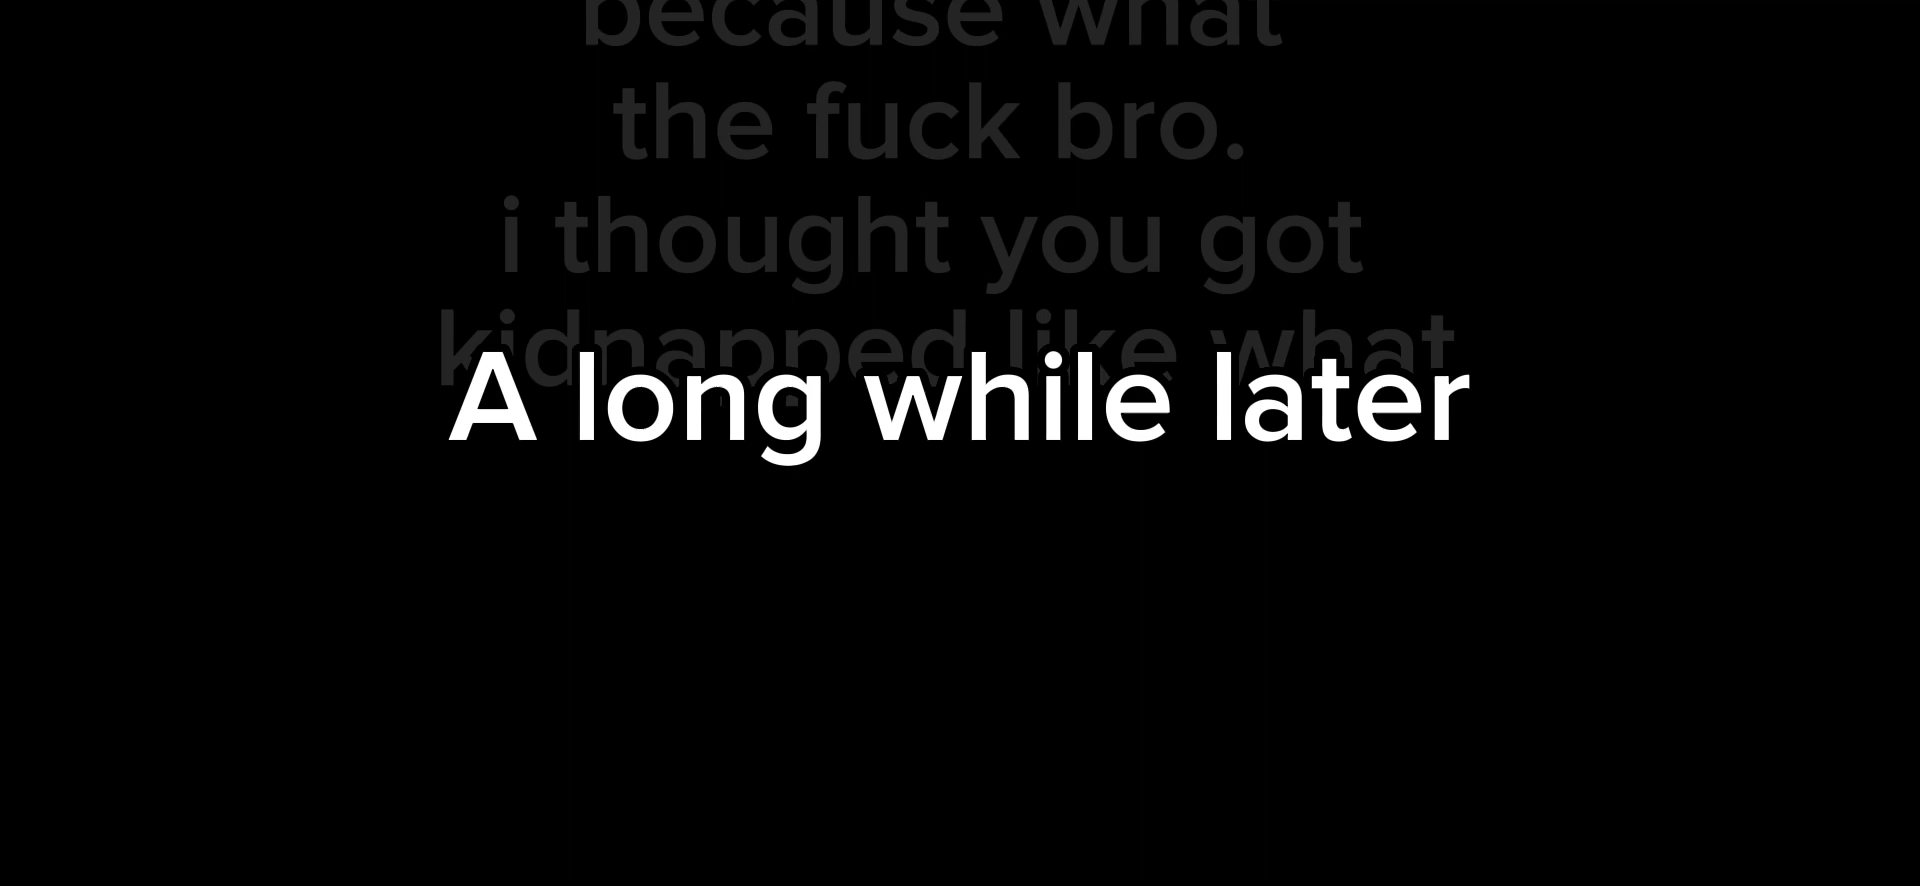 because what
the fuck bro.
i thought you got
kidnapped like what
A long while later